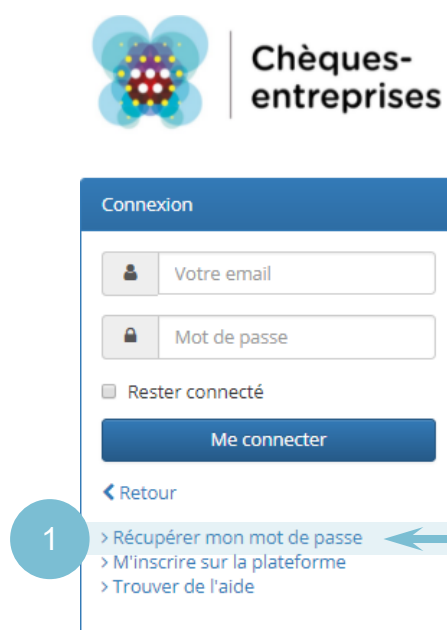 Chèques-
entreprises
Connexion
Votre email
Mot de passe
Rester connecté
Me connecter
Retour
1
> Récupérer mon mot de passe
> M'inscrire sur la plateforme
> Trouver de l'aide